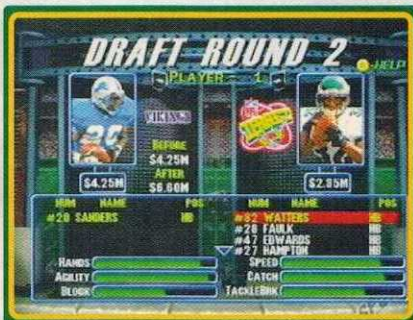 DRAFT ROUND 2
PLAYER - 1
-HELP
VIKINGS
BEFORE
$4.25M
AFTER
$6.60M
$4.25M
NUM NAME POS
#20 SANDERS HB
NUM NAME POS
#32 WATTERS HB
#28 FAULK HB
#47 EDWARDS HB
#27 HAMPTON HB
HANDS
AGILITY
BLOCK
SPEED
CATCH
TACKLEBRK